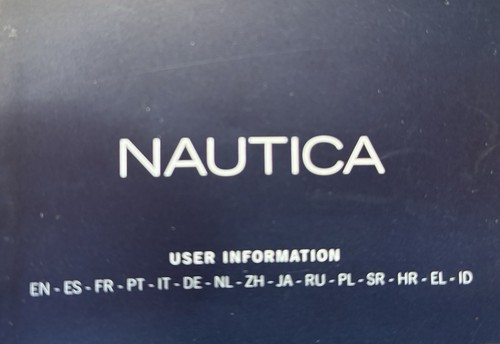 NAUTICA
USER INFORMATION
EN - ES - FR - PT - IT - DE - NL - ZH - JA - RU - PL - SR - HR - EL - ID